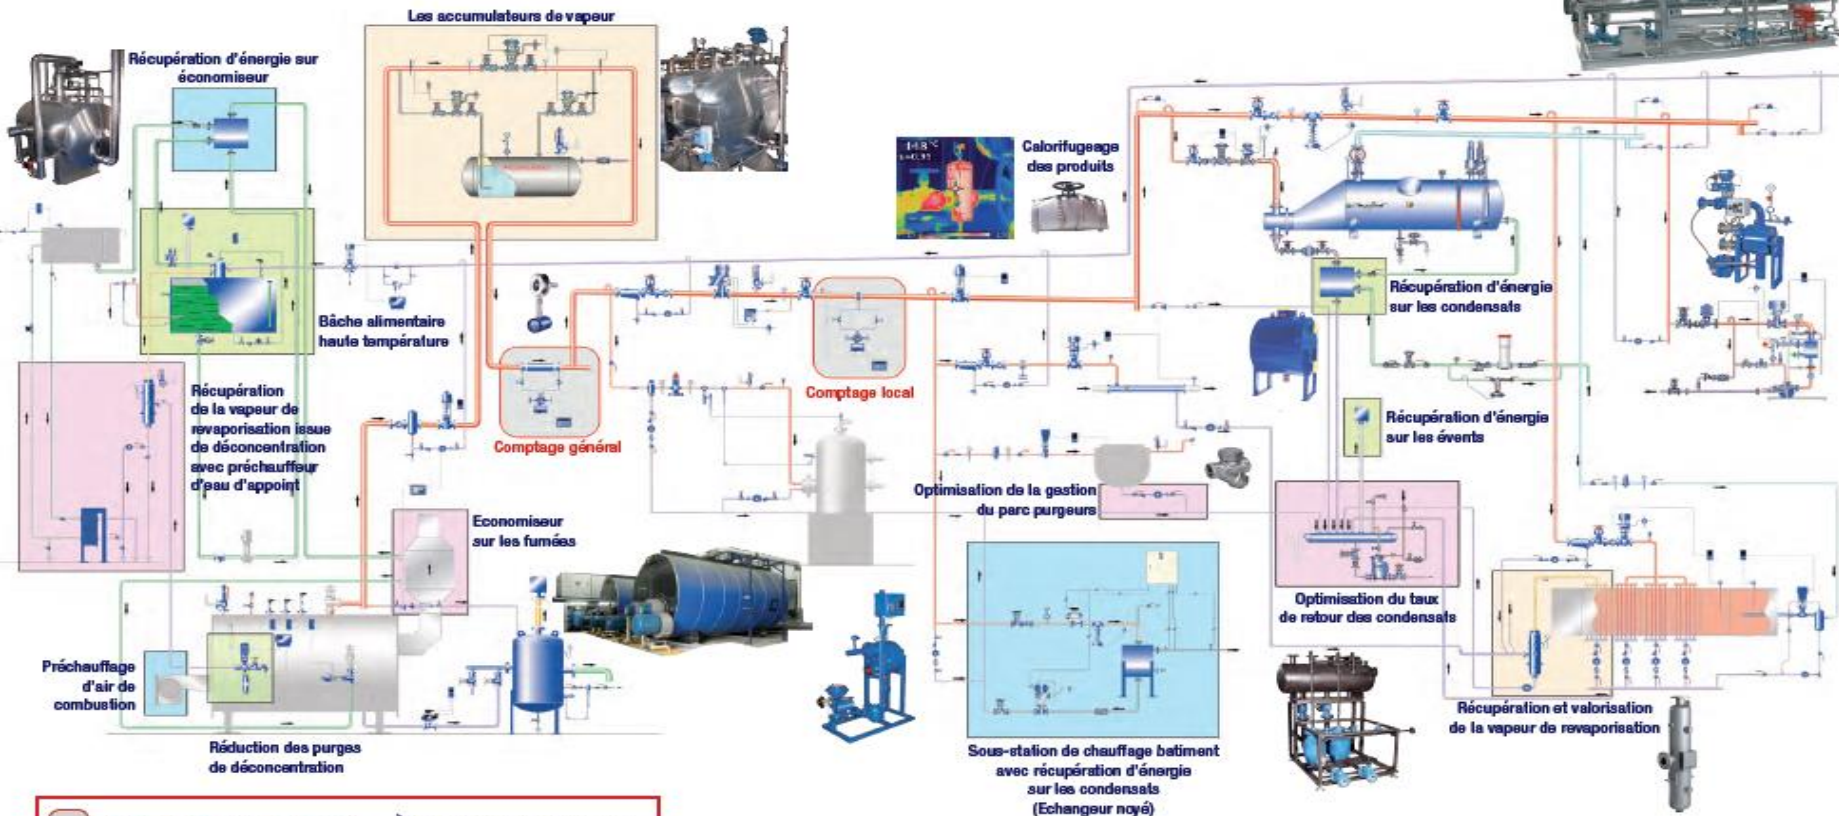 Les accumulateurs de vapeur
Récupération d'énergie sur
économiseur
Calorifugeage
des produits
Bâche alimentaire
haute température
Récupération d'énergie
sur les condensats
Récupération
de la vapeur de
revaporisation issue
de déconcentration
avec préchauffeur
d'eau d'appoint
Comptage local
Comptage général
Récupération d'énergie
sur les évents
Optimisation de la gestion
du parc purgeurs
Economiseur
sur les fumées
Optimisation du taux
de retour des condensats
Préchauffage
d'air de
combustion
Récupération et valorisation
de la vapeur de revaporisation
Réduction des purges
de déconcentration
Sous-station de chauffage batiment
avec récupération d'énergie
sur les condensats
(Echangeur noyé)